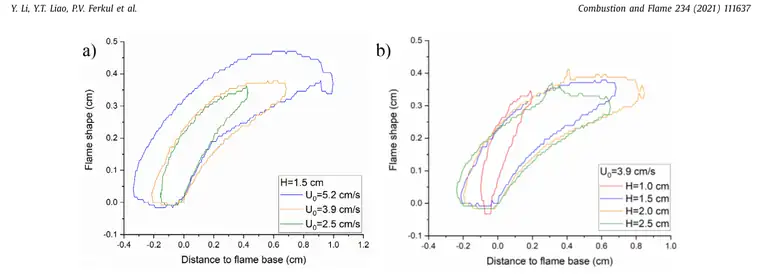 Y. Li, Y.T. Liao, P.V. Ferkul et al.
Combustion and Flame 234 (2021) 111637
a)
0.5
0.4
0.3
0.2
0.1
0.0
-0.1
Flame shape (cm)
H=1.5 cm
U0=5.2 cm/s
U0=3.9 cm/s
U0=2.5 cm/s
-0.4 -0.2 0.0 0.2 0.4 0.6 0.8 1.0 1.2
Distance to flame base (cm)
b)
0.5
0.4
0.3
0.2
0.1
0.0
-0.1
Flame shape (cm)
U0=3.9 cm/s
H=1.0 cm
H=1.5 cm
H=2.0 cm
H=2.5 cm
-0.4 -0.2 0.0 0.2 0.4 0.6 0.8 1.0
Distance to flame base (cm)